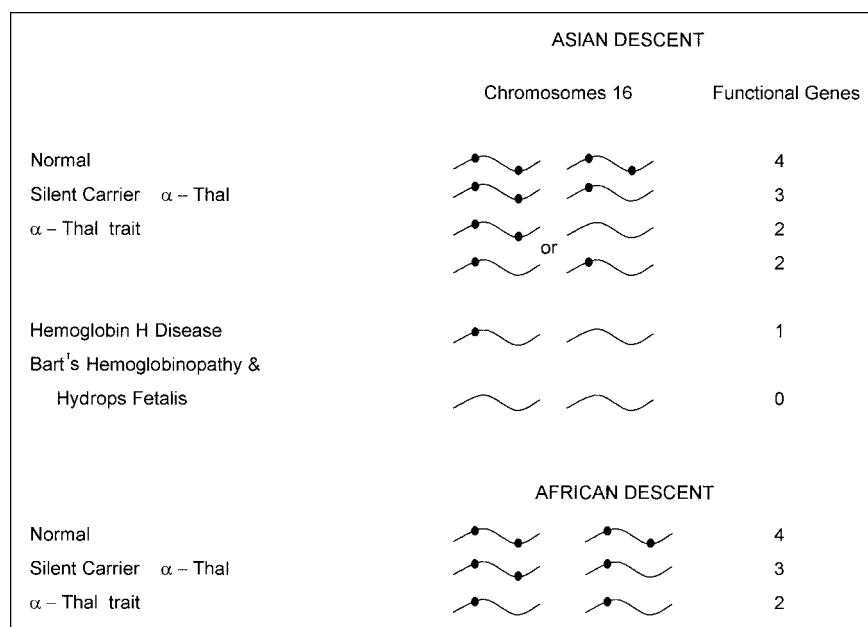 ASIAN DESCENT
Chromosomes 16 Functional Genes
Normal 4
Silent Carrier α – Thal 3
α – Thal trait 2
or
2
Hemoglobin H Disease 1
Bart's Hemoglobinopathy &
Hydrops Fetalis 0
AFRICAN DESCENT
Normal 4
Silent Carrier α – Thal 3
α – Thal trait 2